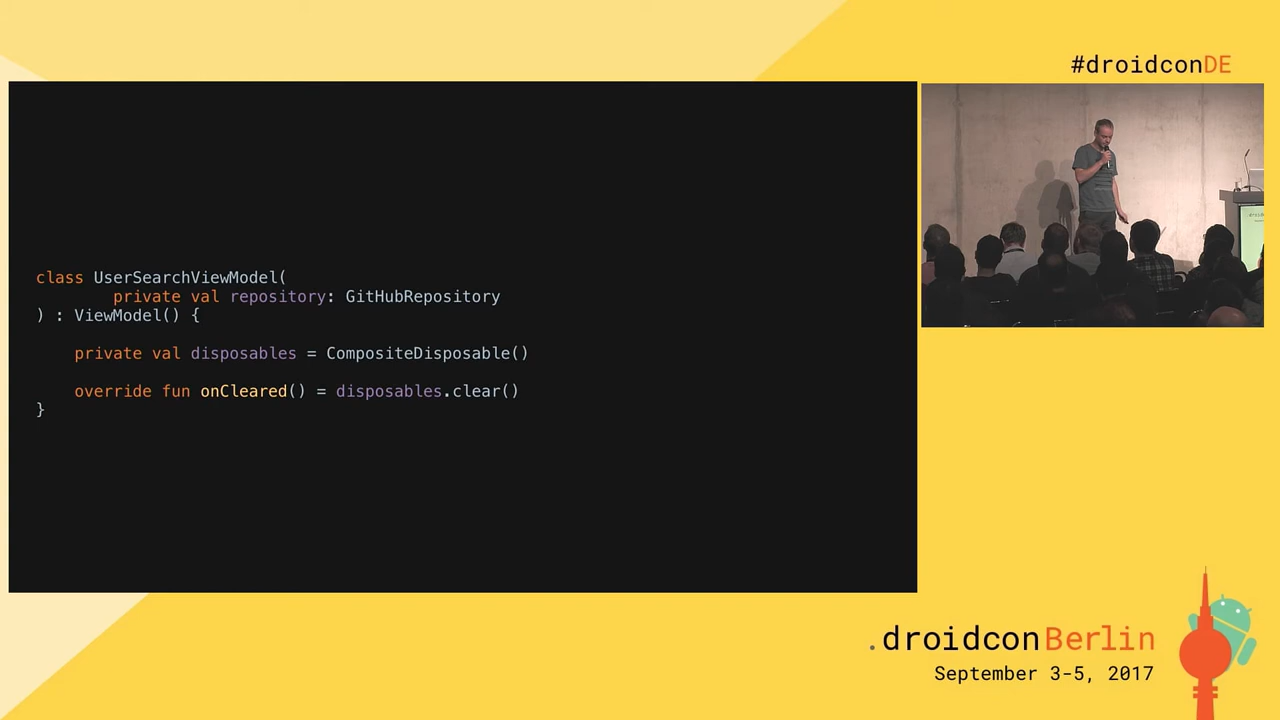 #droidconDE
class UserSearchViewModel(
private val repository: GitHubRepository
) : ViewModel() {
private val disposables = CompositeDisposable()
override fun onCleared() = disposables.clear()
}
.droidconBerlin
September 3-5, 2017